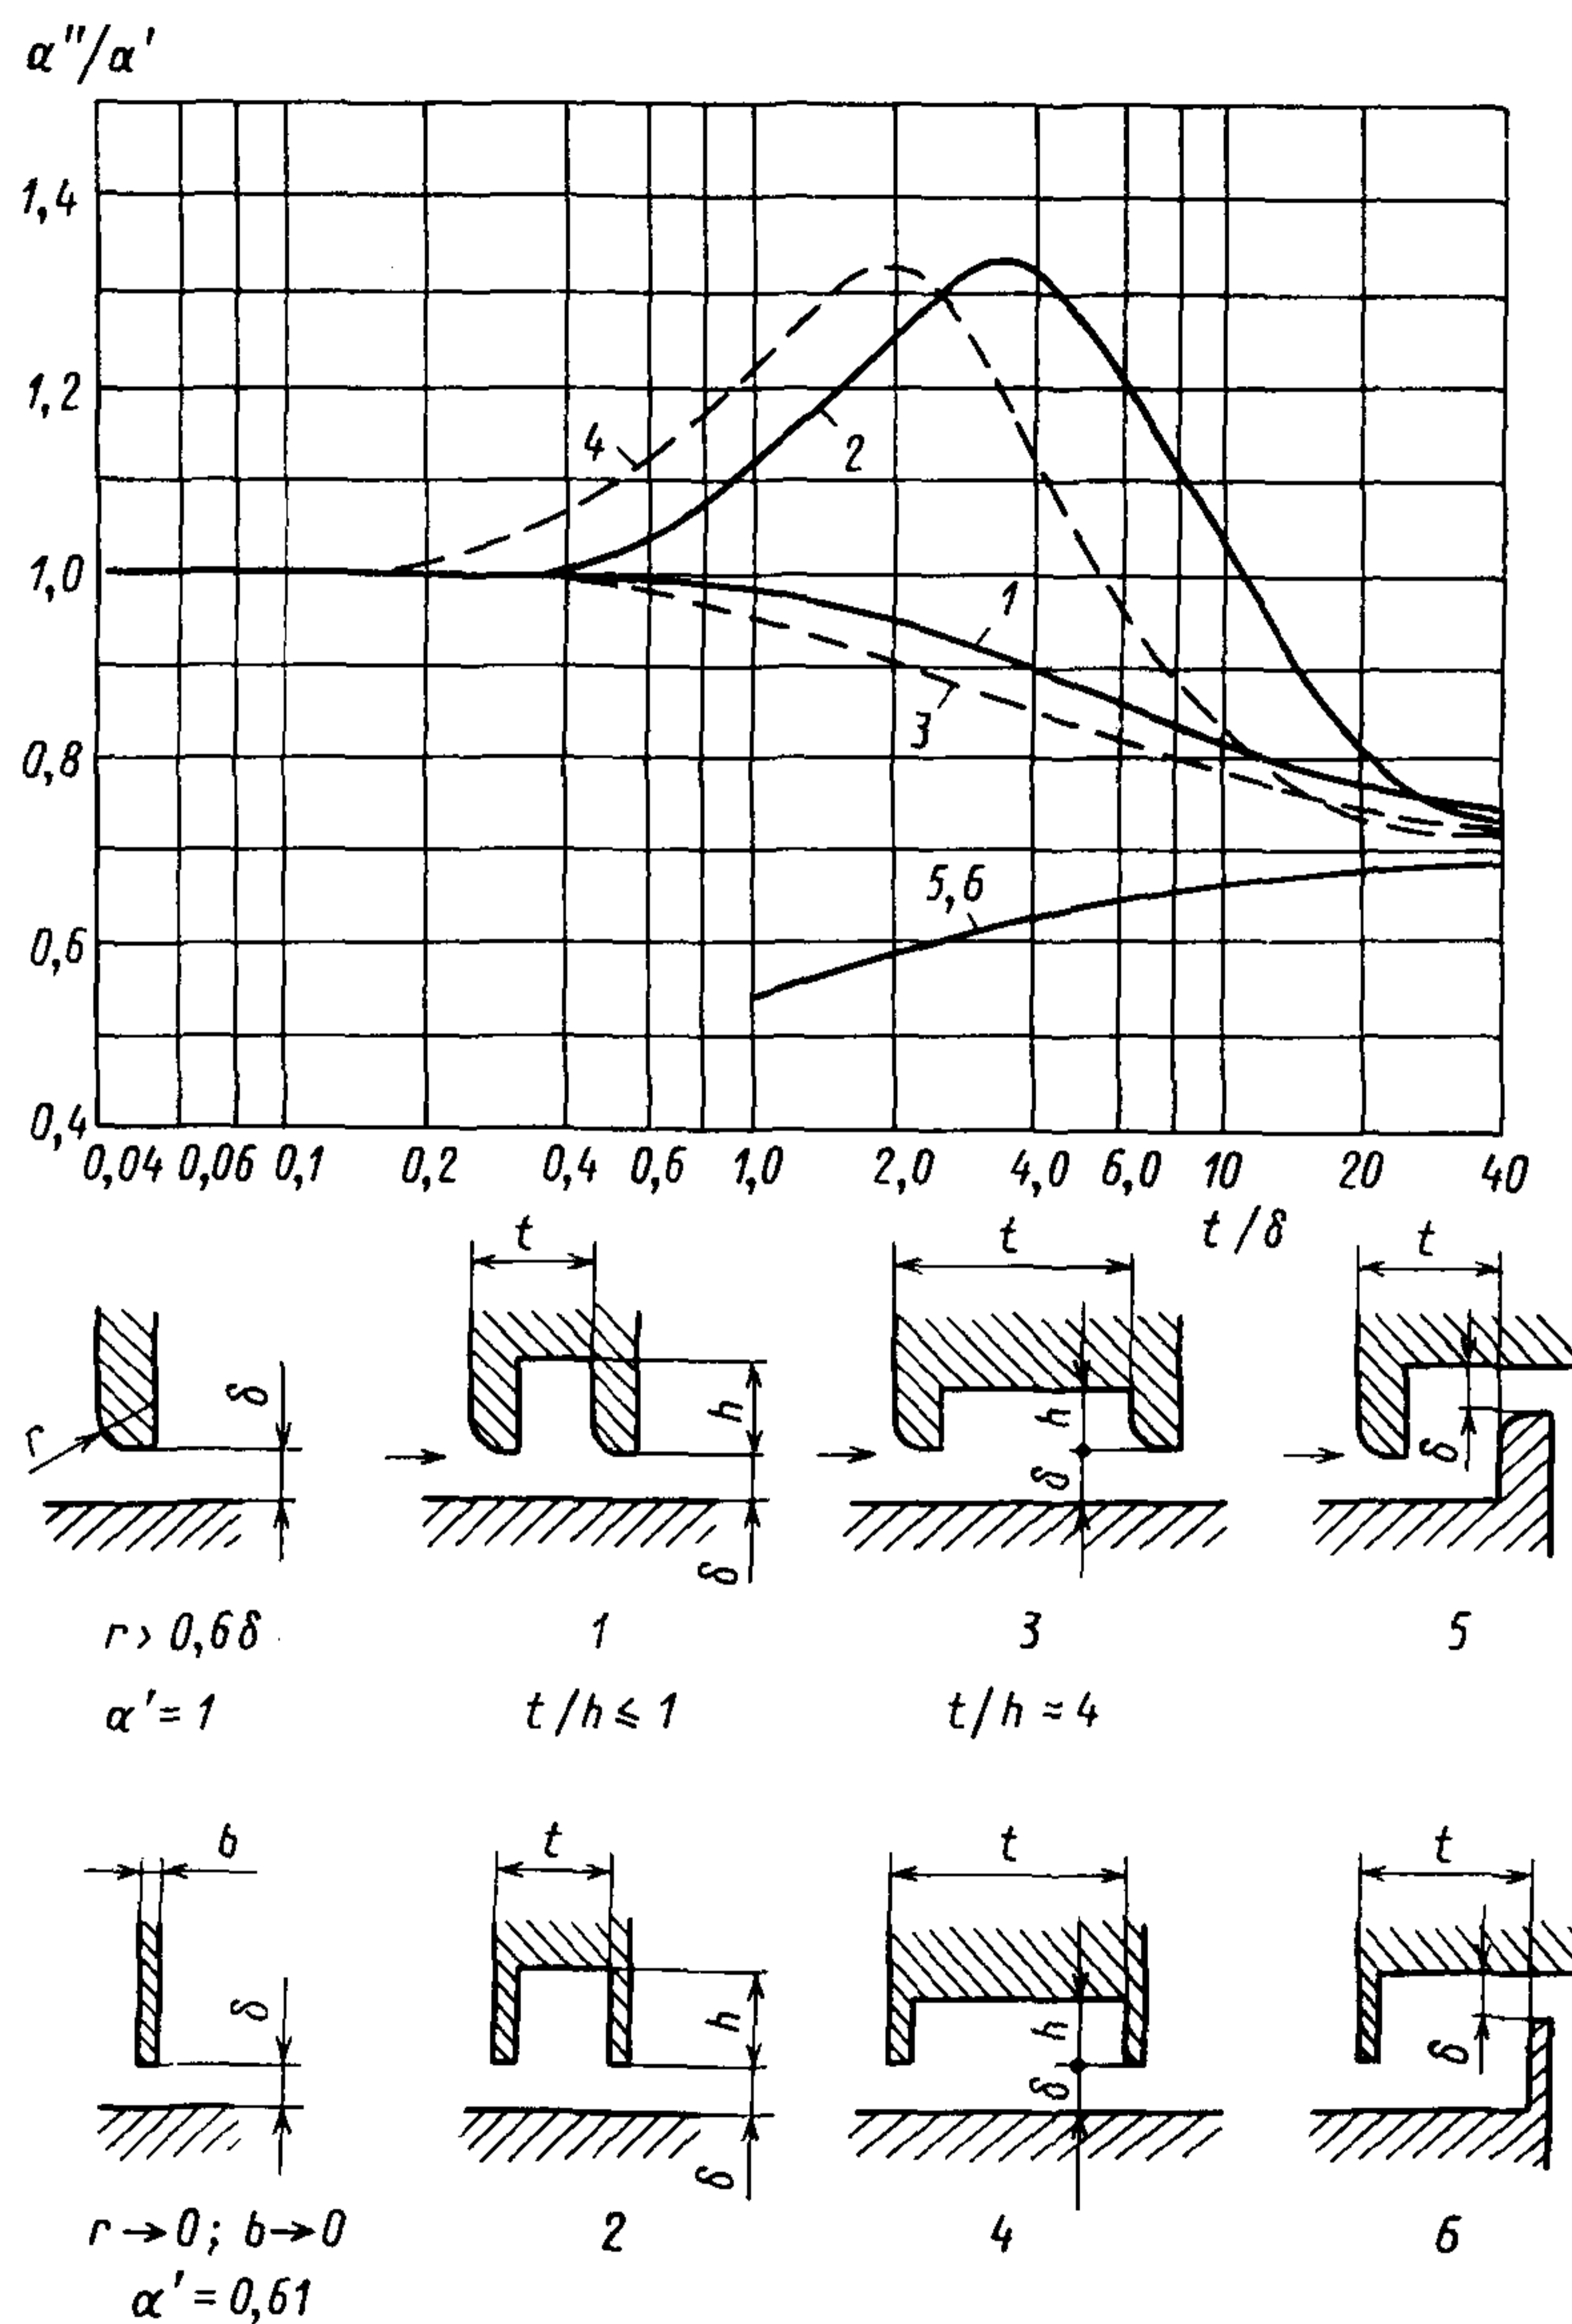 α"/α'
1,4
1,2
4
2
1,0
1
3
0,8
5,6
0,6
0,4
0,04 0,06 0,1 0,2 0,4 0,6 1,0 2,0 4,0 6,0 10 20 40
t/δ
t t t
r δ h h δ
δ δ
r > 0,6δ 1 3 5
α' = 1 t/h ⩽ 1 t/h = 4
b t t t
δ h h δ
δ δ
r → 0; b → 0 2 4 6
α' = 0,61